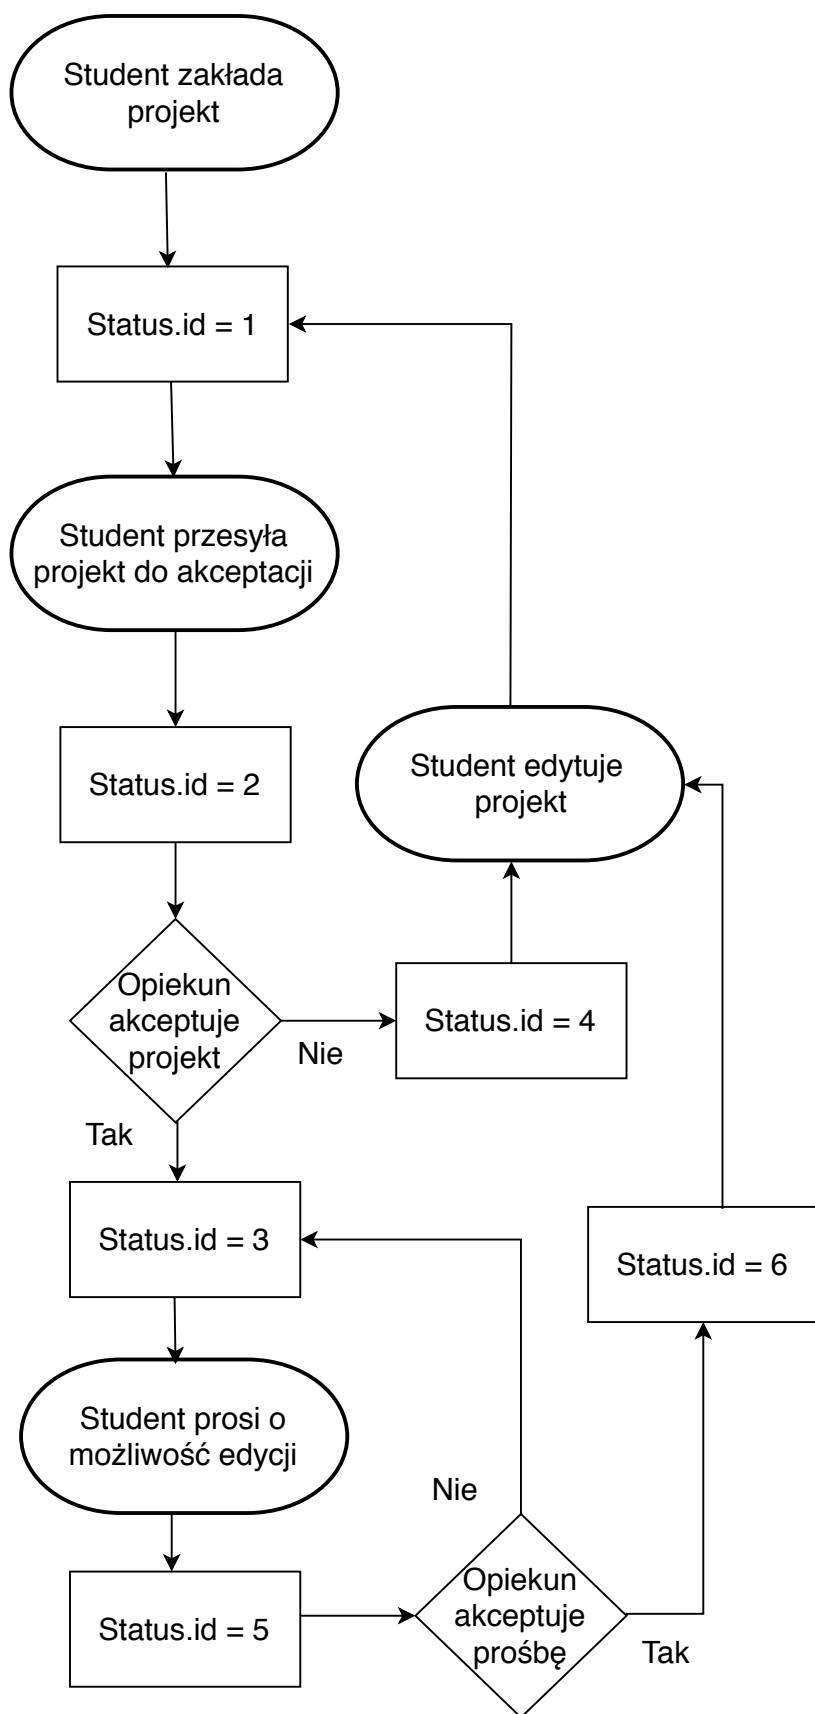 Student zakłada
projekt
Status.id = 1
Student przesyła
projekt do akceptacji
Status.id = 2
Student edytuje
projekt
Opiekun
akceptuje
projekt
Nie
Status.id = 4
Tak
Status.id = 3
Status.id = 6
Student prosi o
możliwość edycji
Nie
Status.id = 5
Opiekun
akceptuje
prośbę
Tak